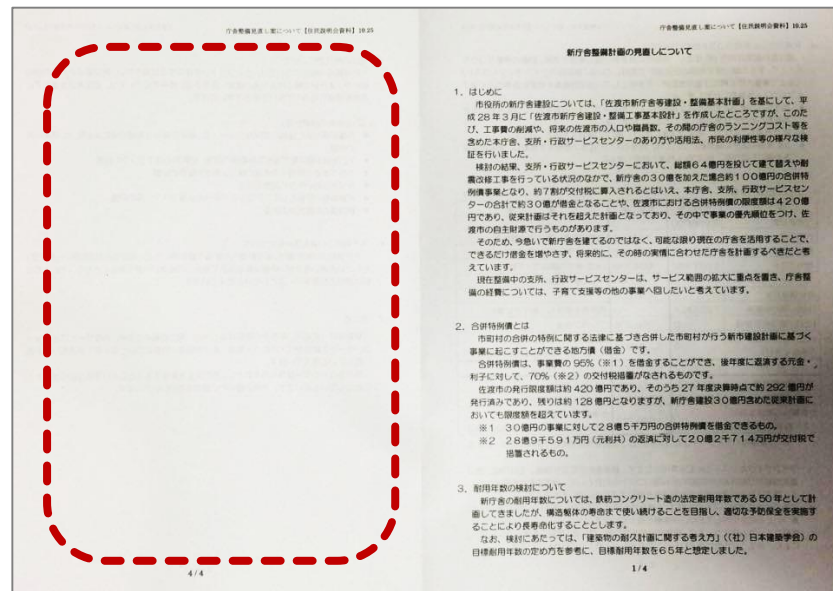 庁舎整備見直し案について【住民説明会資料】10.25
4/4
庁舎整備見直し案について【住民説明会資料】10.25
新庁舎整備計画の見直しについて
1．はじめに
市役所の新庁舎建設については、「佐渡市新庁舎等建設・整備基本計画」を基にして、平
成28年3月に「佐渡市新庁舎建設・整備工事基本設計」を作成したところですが、このた
び、工事費の削減や、将来の佐渡市の人口や職員数、その間の庁舎のランニングコスト等を
含めた本庁舎、支所・行政サービスセンターのあり方や活用法、市民の利便性等の様々な検
証を行いました。
検討の結果、支所・行政サービスセンターにおいて、総額64億円を投じて建て替えや耐
震改修工事を行っている状況のなかで、新庁舎の30億を加えた場合約100億円の合併特
例債事業となり、約7割が交付税に算入されるとはいえ、本庁舎、支所、行政サービスセン
ターの合計で約30億が借金となることや、佐渡市における合併特例債の限度額は420億
円であり、従来計画はそれを超えた計画となっており、その中で事業の優先順位をつけ、佐
渡市の自主財源で行うものがあります。
そのため、今急いで新庁舎を建てるのではなく、可能な限り現在の庁舎を活用することで、
できるだけ借金を増やさず、将来的に、その時の実情に合わせた庁舎を計画するべきだと考
えています。
現在整備中の支所、行政サービスセンターは、サービス範囲の拡大に重点を置き、庁舎整
備の経費については、子育て支援等の他の事業へ回したいと考えています。
2．合併特例債とは
市町村の合併の特例に関する法律に基づき合併した市町村が行う新市建設計画に基づく
事業に起こすことができる地方債（借金）です。
合併特例債は、事業費の95%（※1）を借金することができ、後年度に返済する元金・
利子に対して、70%（※2）の交付税措置がなされるものです。
佐渡市の発行限度額は約420億円であり、そのうち27年度決算時点で約292億円が
発行済みであり、残りは約128億円となりますが、新庁舎建設30億円含めた従来計画に
おいても限度額を超えています。
※1　30億円の事業に対して28億5千万円の合併特例債を借金できるもの。
※2　28億9千591万円（元利共）の返済に対して20億2千714万円が交付税で
措置されるもの。
3．耐用年数の検討について
新庁舎の耐用年数については、鉄筋コンクリート造の法定耐用年数である50年として計
画してきましたが、構造躯体の寿命まで使い続けることを目指し、適切な予防保全を実施す
ることにより長寿命化することとします。
なお、検討にあたっては、「建築物の耐久計画に関する考え方」（（社）日本建築学会）の
目標耐用年数の定め方を参考に、目標耐用年数を65年と想定しました。
1/4